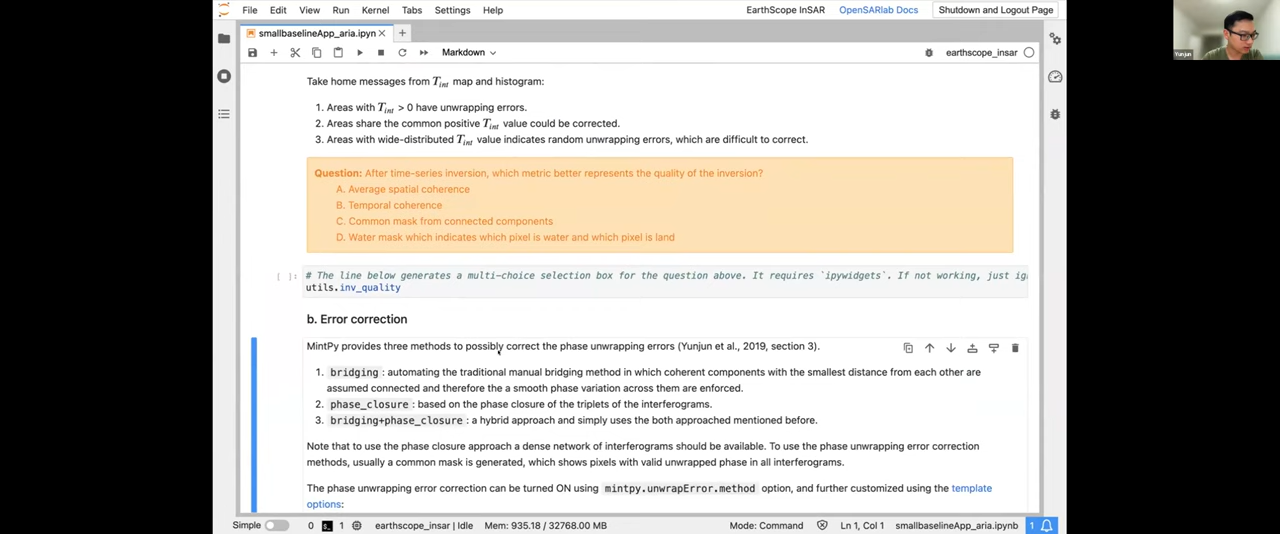 File Edit View Run Kernel Tabs Settings Help EarthScope InSAR OpenSARlab Docs Shutdown and Logout Page
smallbaselineApp_aria.ipyn
Markdown earthscope_insar
Take home messages from Tint map and histogram:
1. Areas with Tint > 0 have unwrapping errors.
2. Areas share the common positive Tint value could be corrected.
3. Areas with wide-distributed Tint value indicates random unwrapping errors, which are difficult to correct.
Question: After time-series inversion, which metric better represents the quality of the inversion?
A. Average spatial coherence
B. Temporal coherence
C. Common mask from connected components
D. Water mask which indicates which pixel is water and which pixel is land
[ ]: # The line below generates a multi-choice selection box for the question above. It requires `ipywidgets`. If not working, just ig
utils.inv_quality
b. Error correction
MintPy provides three methods to possibly correct the phase unwrapping errors (Yunjun et al., 2019, section 3).
1. bridging : automating the traditional manual bridging method in which coherent components with the smallest distance from each other are
assumed connected and therefore the a smooth phase variation across them are enforced.
2. phase_closure : based on the phase closure of the triplets of the interferograms.
3. bridging+phase_closure : a hybrid approach and simply uses the both approached mentioned before.
Note that to use the phase closure approach a dense network of interferograms should be available. To use the phase unwrapping error correction
methods, usually a common mask is generated, which shows pixels with valid unwrapped phase in all interferograms.
The phase unwrapping error correction can be turned ON using mintpy.unwrapError.method option, and further customized using the template
options:
Simple 0 1 earthscope_insar | Idle Mem: 935.18 / 32768.00 MB Mode: Command Ln 1, Col 1 smallbaselineApp_aria.ipynb 1
Yunjun